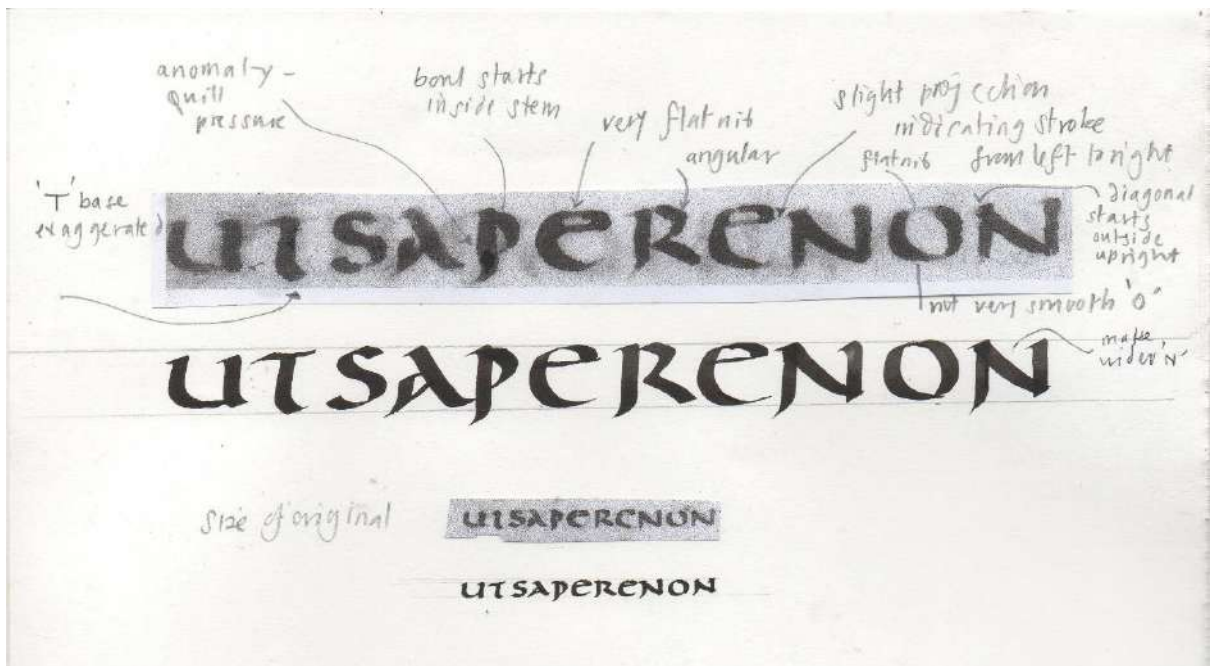 anomaly -
quill
pressure
bowl starts
inside stem
very flat nib
angular
slight projection
indicating stroke
from left to right
flat nib
'T' base
exaggerated
diagonal
starts
outside
upright
UTSAPERENON
not very smooth 'O'
make
wider 'N'
UTSAPERENON
size of original
UTSAPERENON
UTSAPERENON